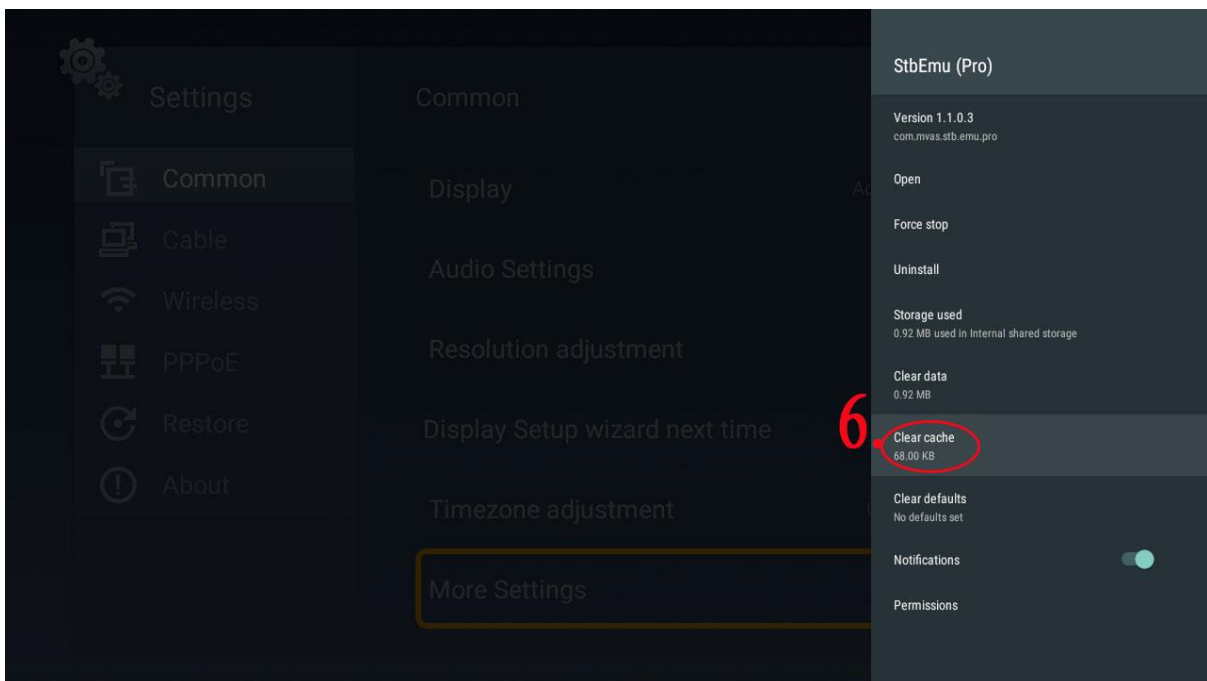 Settings
Common
Cable
Wireless
PPPoE
Restore
About
Common
Display
Audio Settings
Resolution adjustment
Display Setup wizard next time
Timezone adjustment
More Settings
6.
StbEmu (Pro)
Version 1.1.0.3
com.mvas.stb.emu.pro
Open
Force stop
Uninstall
Storage used
0.92 MB used in Internal shared storage
Clear data
0.92 MB
Clear cache
68.00 KB
Clear defaults
No defaults set
Notifications
Permissions